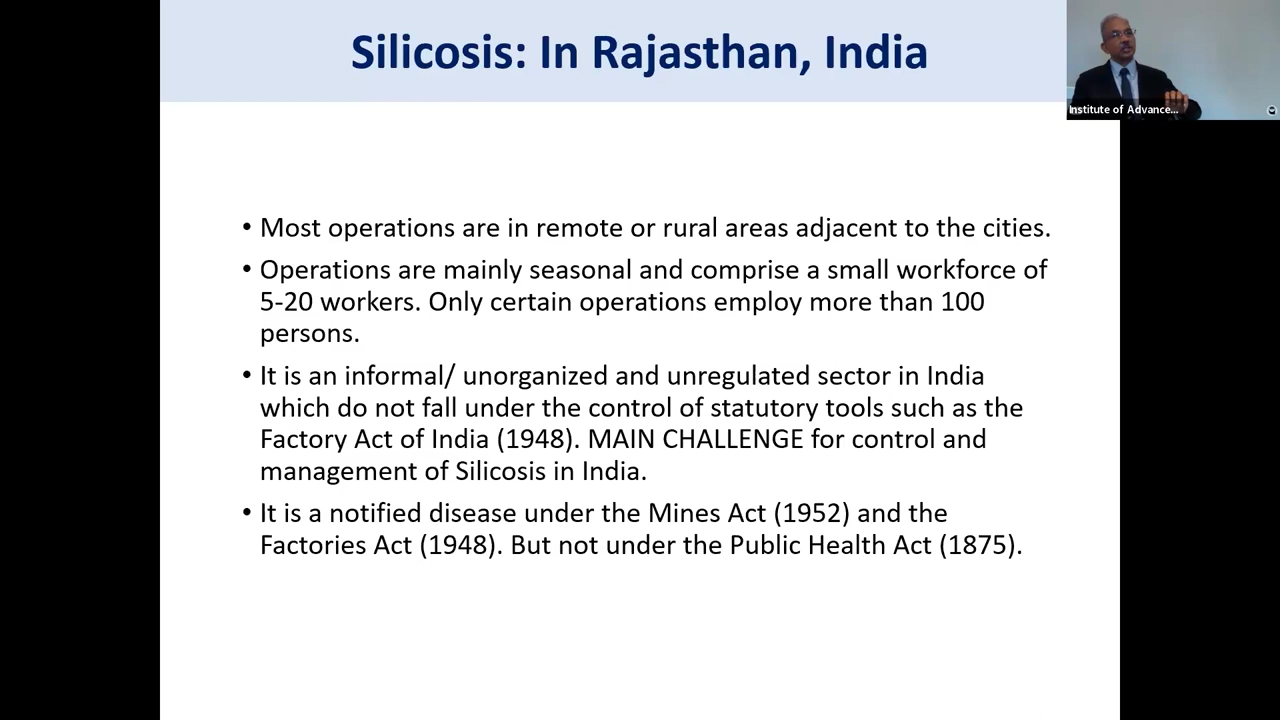 Silicosis: In Rajasthan, India
Institute of Advance...
• Most operations are in remote or rural areas adjacent to the cities.
• Operations are mainly seasonal and comprise a small workforce of
5-20 workers. Only certain operations employ more than 100
persons.
• It is an informal/ unorganized and unregulated sector in India
which do not fall under the control of statutory tools such as the
Factory Act of India (1948). MAIN CHALLENGE for control and
management of Silicosis in India.
• It is a notified disease under the Mines Act (1952) and the
Factories Act (1948). But not under the Public Health Act (1875).